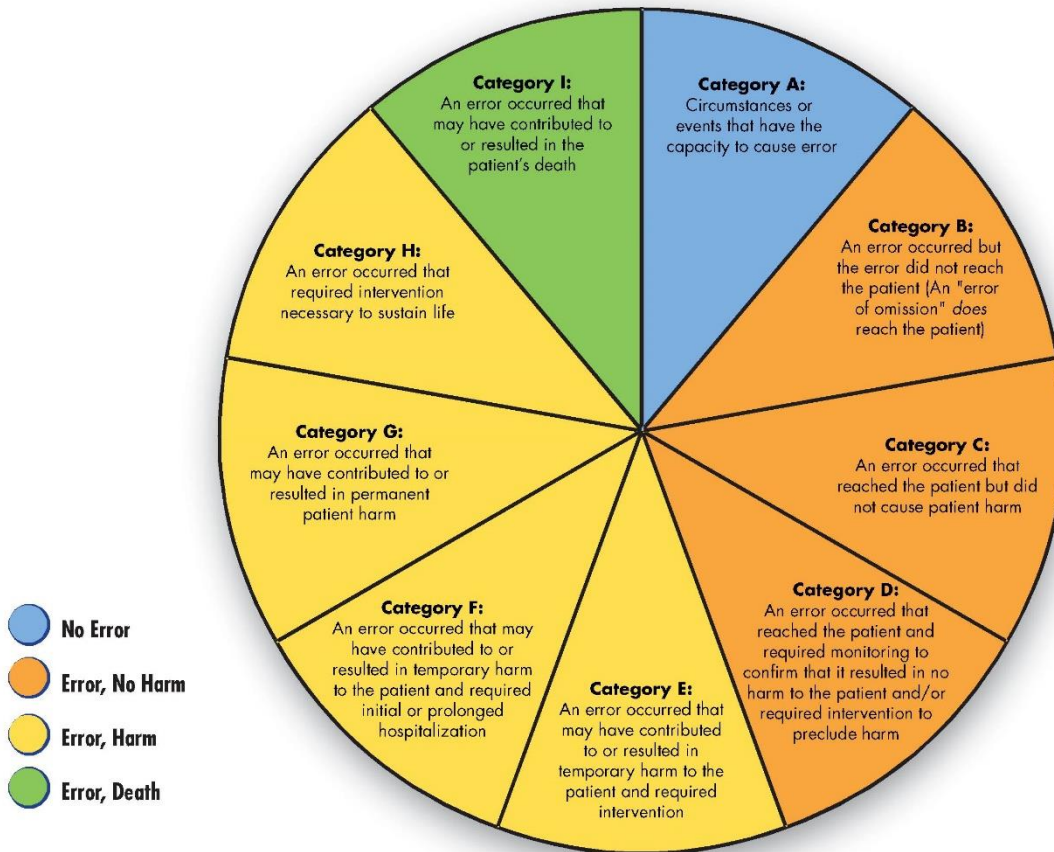 Category I:
An error occurred that
may have contributed to
or resulted in the
patient's death
Category A:
Circumstances or
events that have the
capacity to cause error
Category B:
An error occurred but
the error did not reach
the patient (An "error
of omission" does
reach the patient)
Category H:
An error occurred that
required intervention
necessary to sustain life
Category G:
An error occurred that
may have contributed to or
resulted in permanent
patient harm
Category C:
An error occurred that
reached the patient but did
not cause patient harm
Category D:
An error occurred that
reached the patient and
required monitoring to
confirm that it resulted in no
harm to the patient and/or
required intervention to
preclude harm
Category F:
An error occurred that may
have contributed to or
resulted in temporary harm
to the patient and required
initial or prolonged
hospitalization
Category E:
An error occurred that
may have contributed
to or resulted in
temporary harm to the
patient and required
intervention
No Error
Error, No Harm
Error, Harm
Error, Death